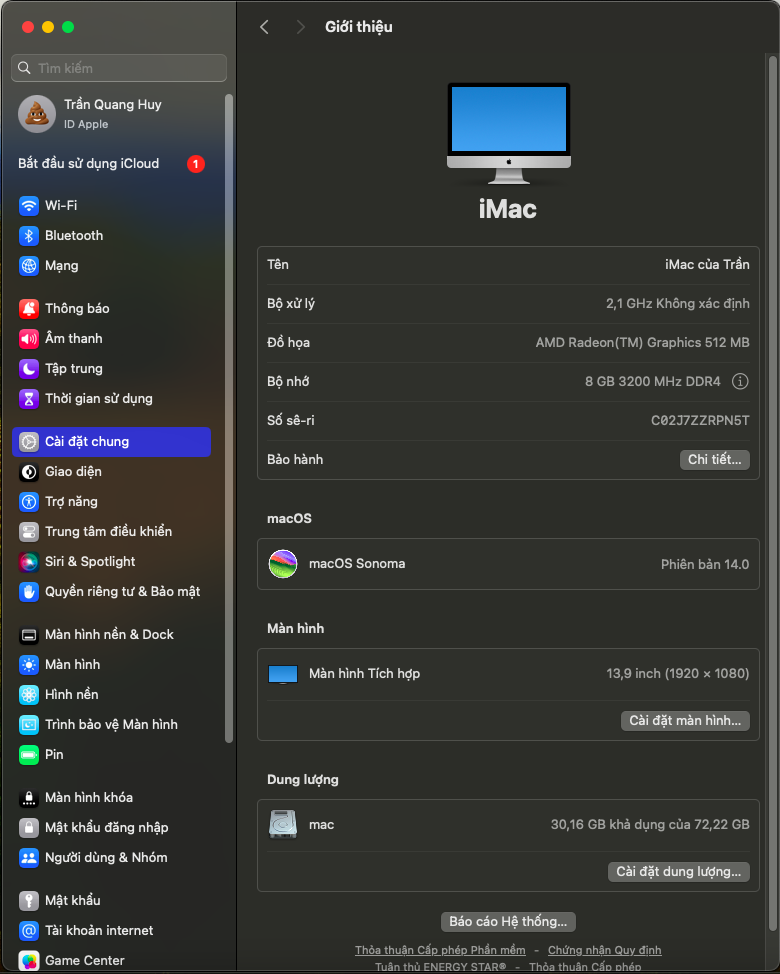 Giới thiệu
Tìm kiếm
Trần Quang Huy
ID Apple
Bắt đầu sử dụng iCloud
1
Wi-Fi
Bluetooth
Mạng
Thông báo
Âm thanh
Tập trung
Thời gian sử dụng
Cài đặt chung
Giao diện
Trợ năng
Trung tâm điều khiển
Siri & Spotlight
Quyền riêng tư & Bảo mật
Màn hình nền & Dock
Màn hình
Hình nền
Trình bảo vệ Màn hình
Pin
Màn hình khóa
Mật khẩu đăng nhập
Người dùng & Nhóm
Mật khẩu
Tài khoản internet
Game Center
iMac
Tên iMac của Trần
Bộ xử lý 2,1 GHz Không xác định
Đồ họa AMD Radeon(TM) Graphics 512 MB
Bộ nhớ 8 GB 3200 MHz DDR4
Số sê-ri C02J7ZZRPN5T
Bảo hành Chi tiết...
macOS
macOS Sonoma Phiên bản 14.0
Màn hình
Màn hình Tích hợp 13,9 inch (1920 × 1080)
Cài đặt màn hình...
Dung lượng
mac 30,16 GB khả dụng của 72,22 GB
Cài đặt dung lượng...
Báo cáo Hệ thống...
Thỏa thuận Cấp phép Phần mềm - Chứng nhận Quy định
Tuân thủ ENERGY STAR® - Thỏa thuận Cấp phép